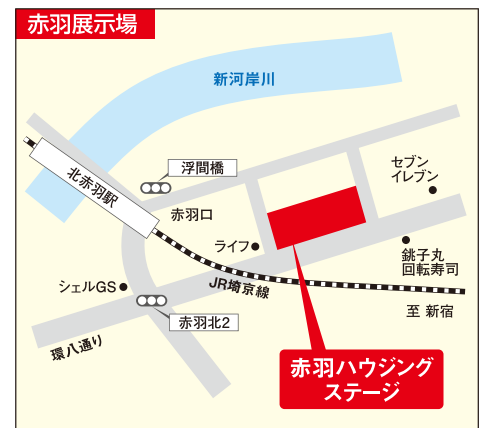 赤羽展示場
新河岸川
浮間橋
北赤羽駅
赤羽口
セブン
イレブン
ライフ
銚子丸
回転寿司
シェルGS
JR埼京線
至 新宿
赤羽北2
環八通り
赤羽ハウジング
ステージ